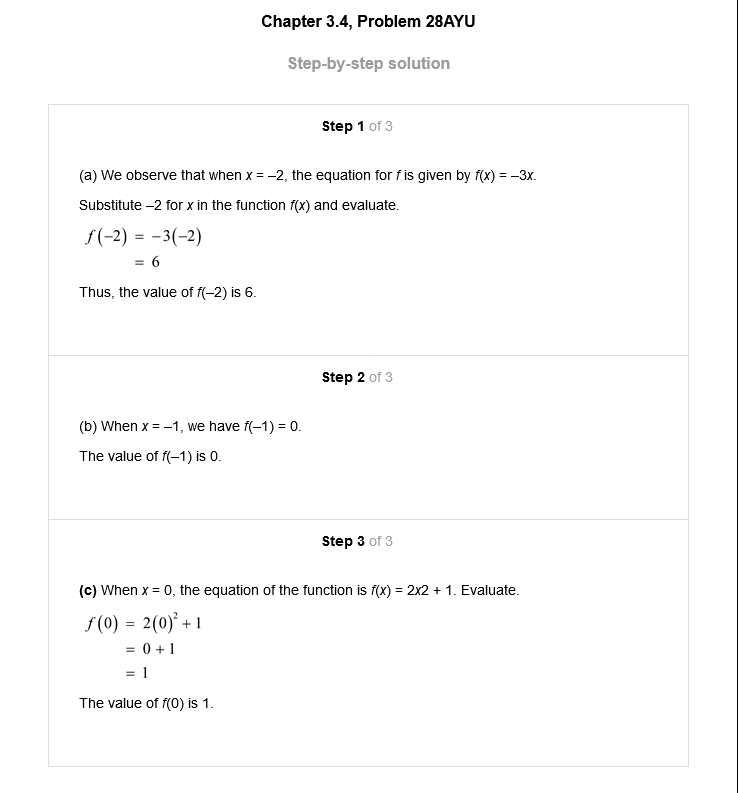 Chapter 3.4, Problem 28AYU
Step-by-step solution
Step 1 of 3
(a) We observe that when x = –2, the equation for f is given by f(x) = –3x.
Substitute –2 for x in the function f(x) and evaluate.
f(−2) = −3(−2)
= 6
Thus, the value of f(–2) is 6.
Step 2 of 3
(b) When x = –1, we have f(–1) = 0.
The value of f(–1) is 0.
Step 3 of 3
(c) When x = 0, the equation of the function is f(x) = 2x2 + 1. Evaluate.
f(0) = 2(0)² + 1
= 0 + 1
= 1
The value of f(0) is 1.